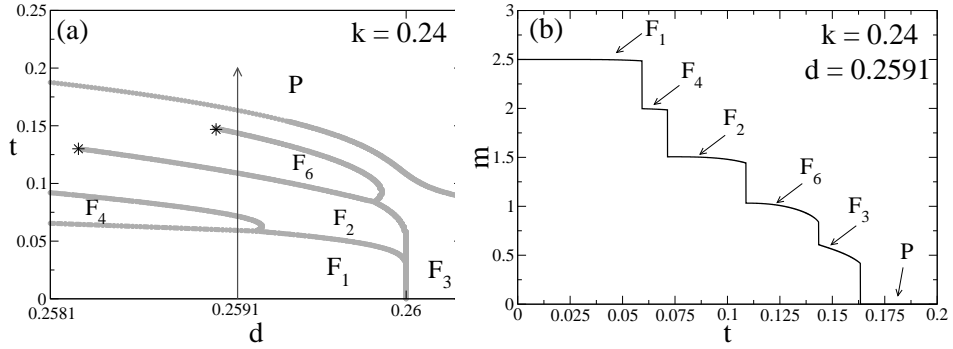 (a)
k = 0.24
0.25
0.2
0.15
0.1
0.05
0
t
P
F6
F4
F2
F1
F3
0.2581
0.2591
0.26
d
(b)
k = 0.24
d = 0.2591
3
2.5
2
1.5
1
0.5
0
m
F1
F4
F2
F6
F3
P
0
0.025
0.05
0.075
0.1
0.125
0.15
0.175
0.2
t